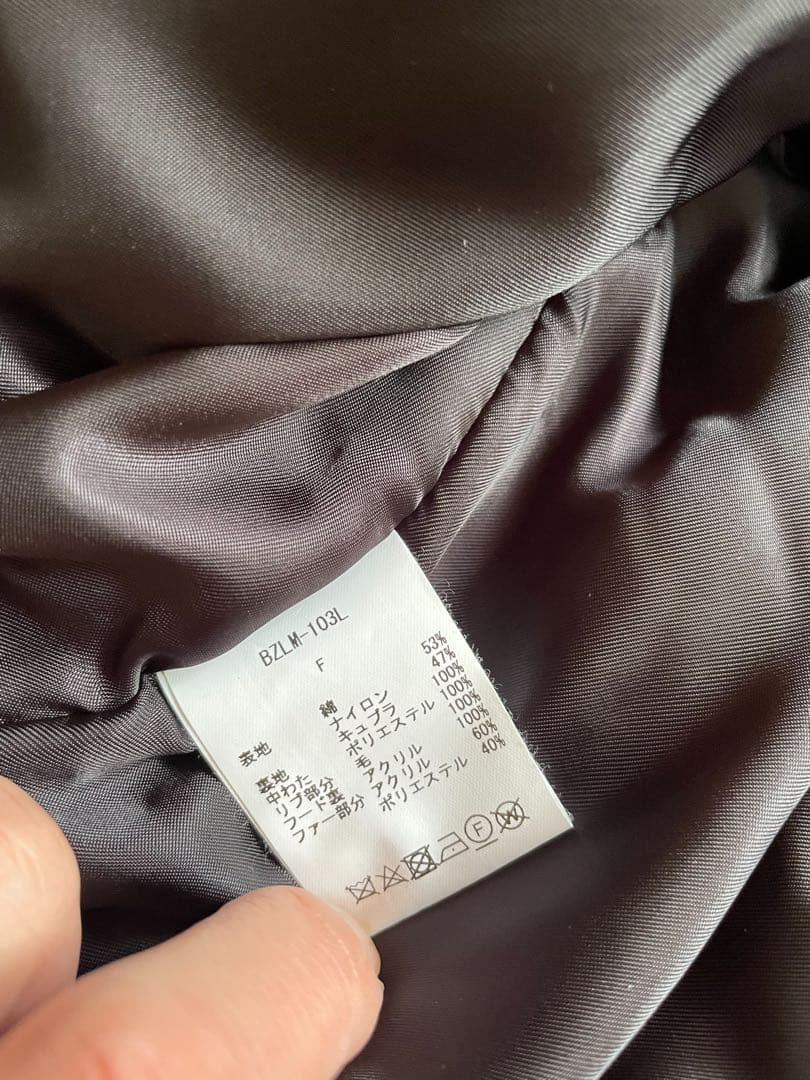 BZLM-103L
F
表地 綿 53%
ナイロン 47%
裏地 キュプラ 100%
中わた ポリエステル 100%
リブ部分 毛 100%
フード裏 アクリル 100%
ファー部分 アクリル 60%
ポリエステル 40%
F W